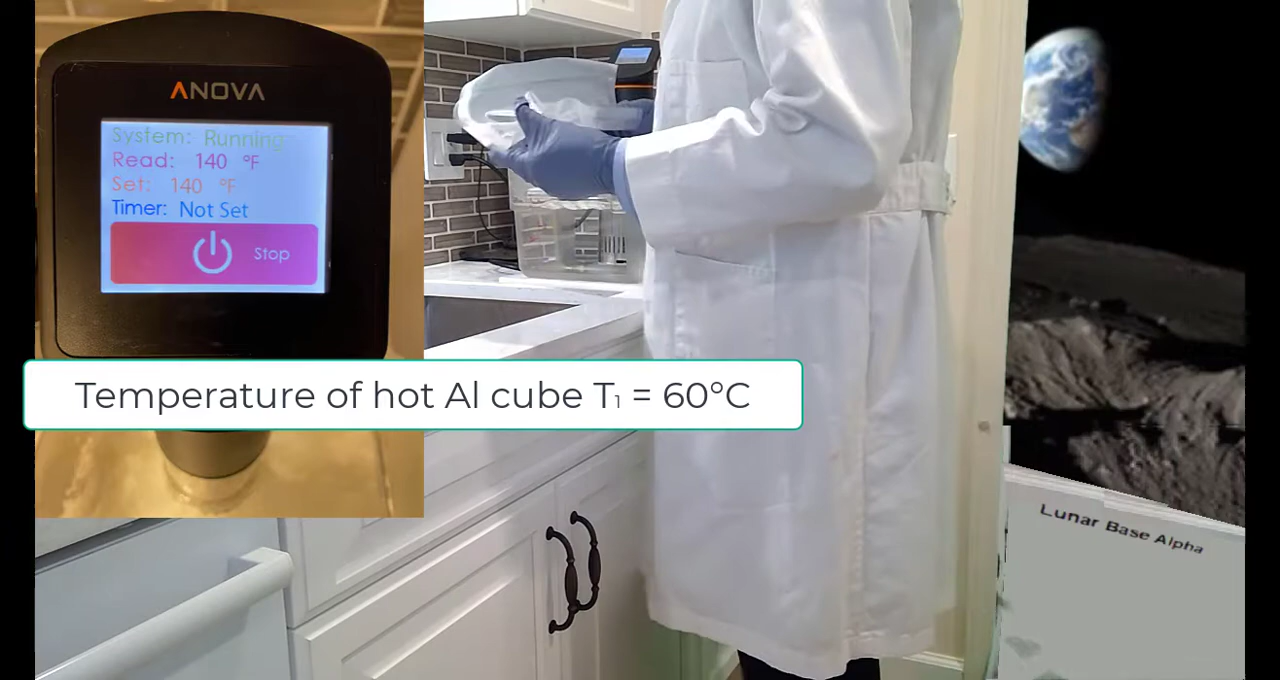 ANOVA
System: Running
Read: 140 °F
Set: 140 °F
Timer: Not Set
Stop
Temperature of hot Al cube T₁ = 60°C
Lunar Base Alpha